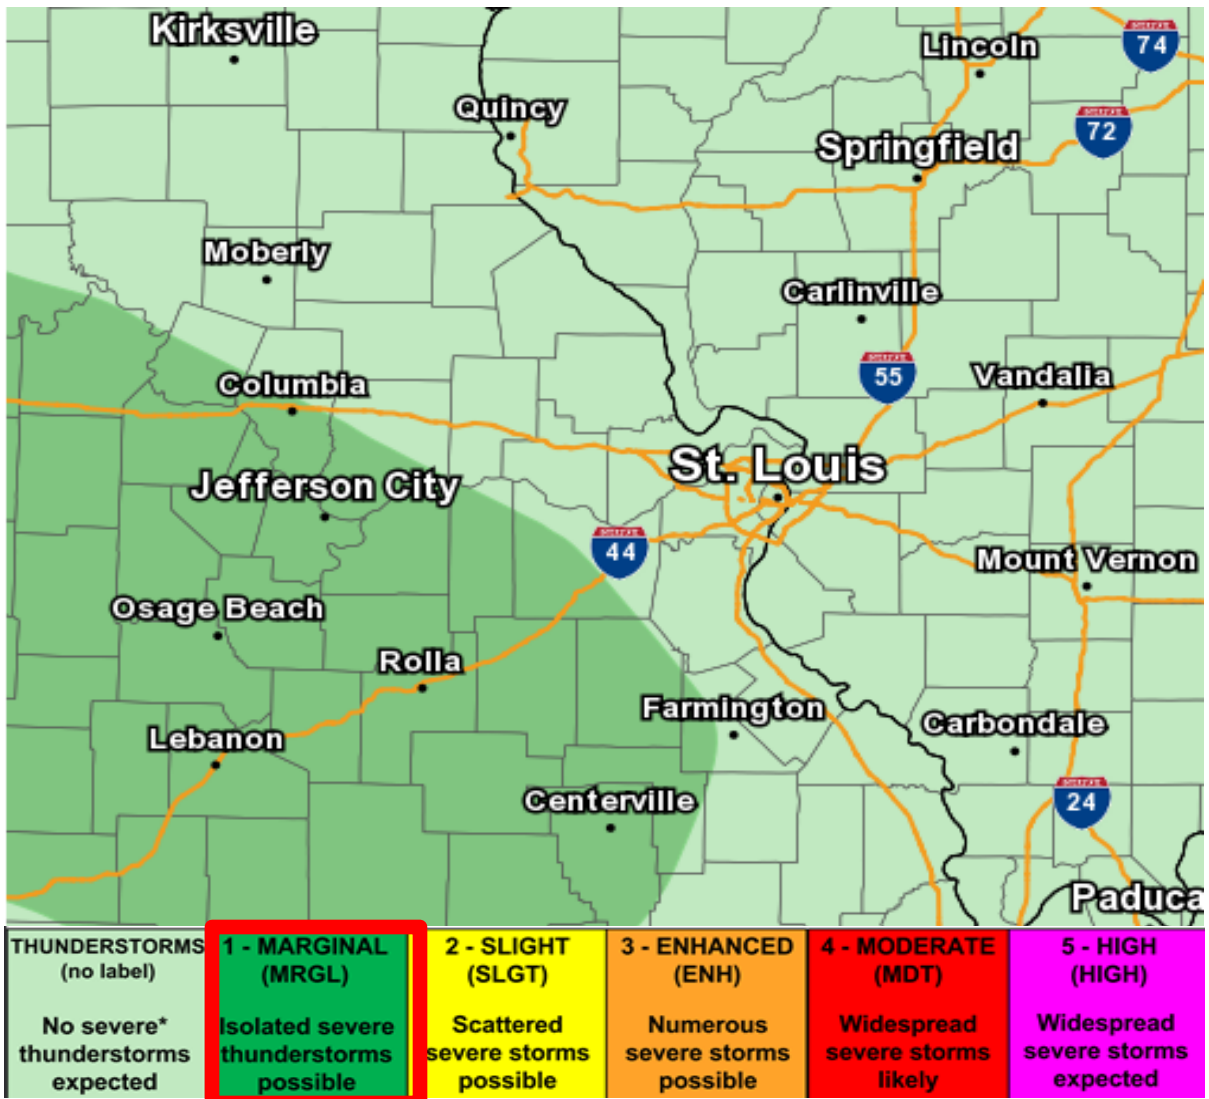 Kirksville
Lincoln
74
Quincy
72
Springfield
Moberly
Carlinville
55
Columbia
Vandalia
St. Louis
Jefferson City
44
Mount Vernon
Osage Beach
Rolla
Farmington
Carbondale
Lebanon
Centerville
24
Paduca
THUNDERSTORMS
(no label)
No severe*
thunderstorms
expected
1 - MARGINAL
(MRGL)
Isolated severe
thunderstorms
possible
2 - SLIGHT
(SLGT)
Scattered
severe storms
possible
3 - ENHANCED
(ENH)
Numerous
severe storms
possible
4 - MODERATE
(MDT)
Widespread
severe storms
likely
5 - HIGH
(HIGH)
Widespread
severe storms
expected